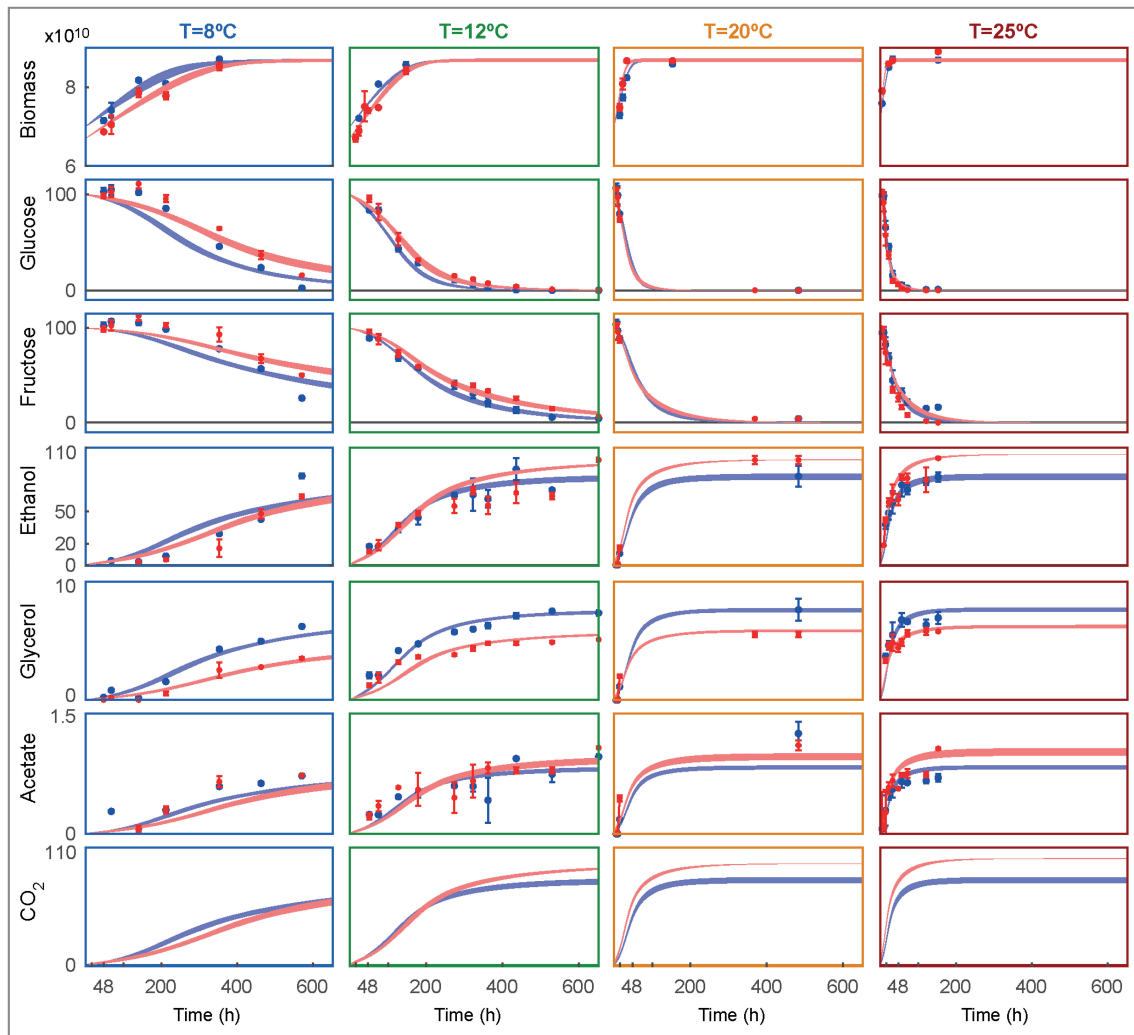 T=8ºC T=12ºC T=20ºC T=25ºC
x10¹⁰
Biomass
8
6
Glucose
100
0
Fructose
100
0
Ethanol
110
50
20
0
Glycerol
10
0
Acetate
1.5
0
CO₂
110
0
48 200 400 600 48 200 400 600 48 200 400 600 48 200 400 600
Time (h) Time (h) Time (h) Time (h)